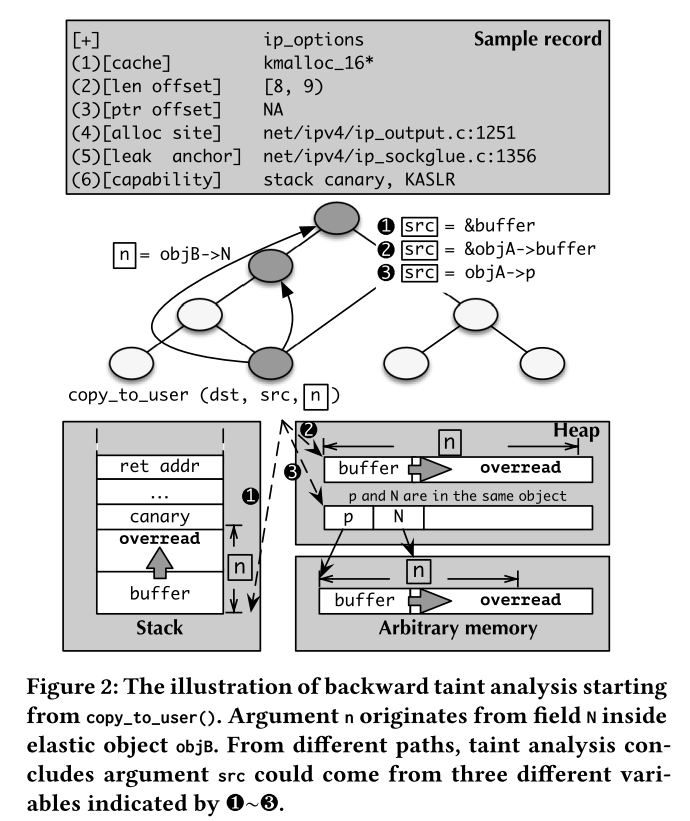 [+] ip_options Sample record
(1)[cache] kmalloc_16*
(2)[len offset] [8, 9)
(3)[ptr offset] NA
(4)[alloc site] net/ipv4/ip_output.c:1251
(5)[leak anchor] net/ipv4/ip_sockglue.c:1356
(6)[capability] stack canary, KASLR
❶ src = &buffer
n = objB->N
❷ src = &objA->buffer
❸ src = objA->p
copy_to_user (dst, src, n)
ret addr
...
canary
overread
buffer
n
Stack
❶
❷
❸
Heap
n
buffer overread
p and N are in the same object
p N
n
buffer overread
Arbitrary memory
Figure 2: The illustration of backward taint analysis starting
from copy_to_user(). Argument n originates from field N inside
elastic object objB. From different paths, taint analysis con-
cludes argument src could come from three different vari-
ables indicated by ❶~❸.